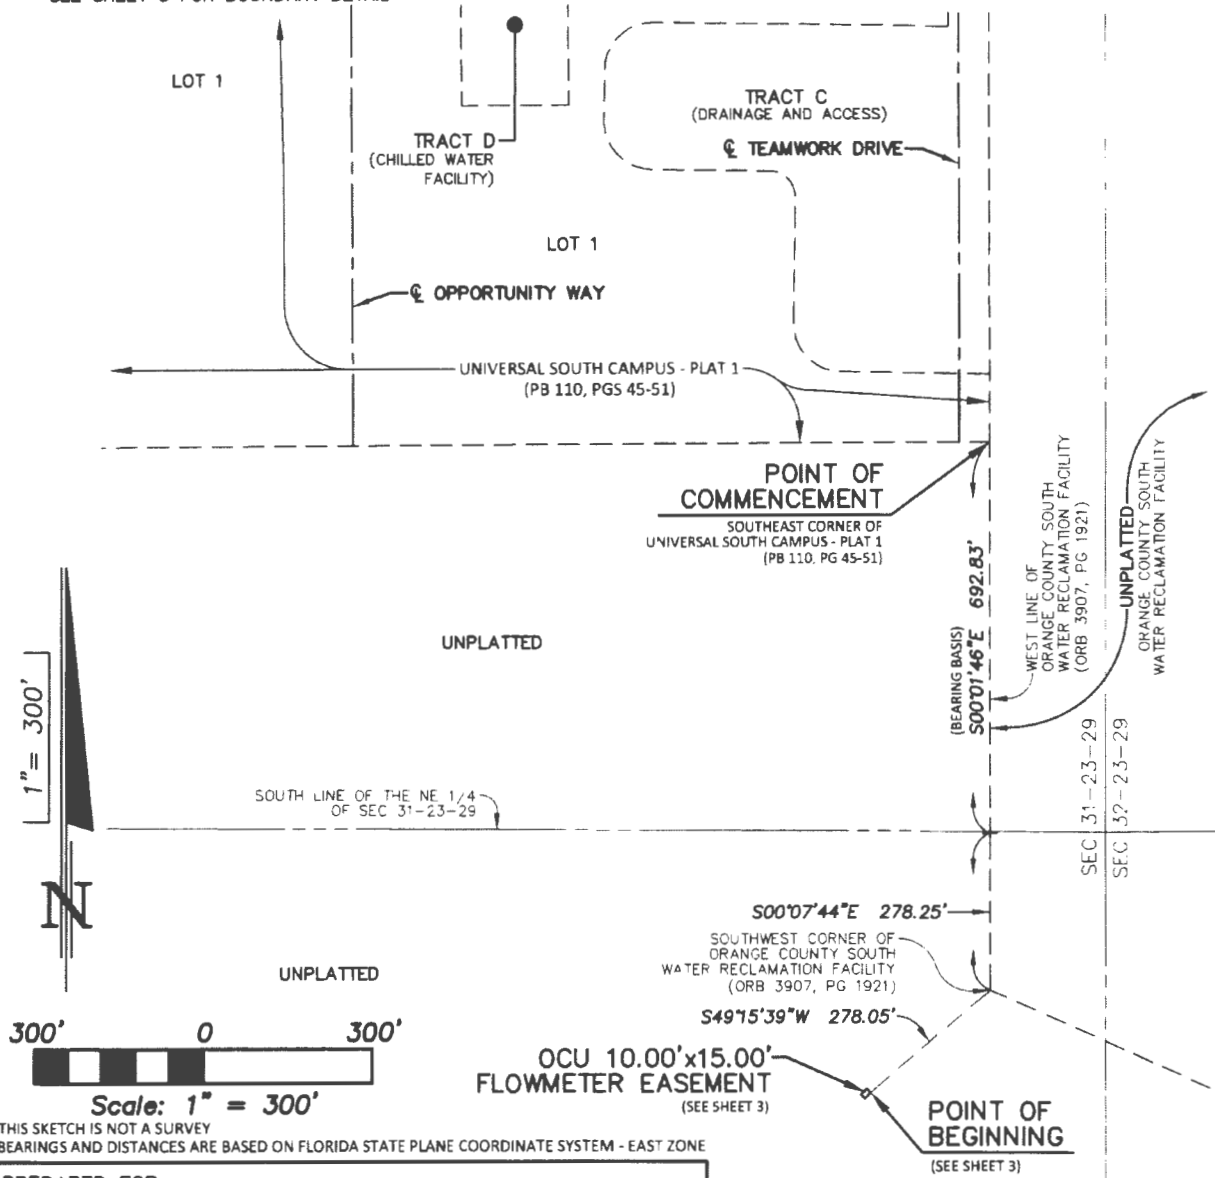 LOT 1
TRACT D
(CHILLED WATER
FACILITY)
TRACT C
(DRAINAGE AND ACCESS)
℄ TEAMWORK DRIVE
LOT 1
℄ OPPORTUNITY WAY
UNIVERSAL SOUTH CAMPUS - PLAT 1
(PB 110, PGS 45-51)
POINT OF
COMMENCEMENT
SOUTHEAST CORNER OF
UNIVERSAL SOUTH CAMPUS - PLAT 1
(PB 110, PG 45-51)
(BEARING BASIS)
S00°01'46"E 692.83'
WEST LINE OF
ORANGE COUNTY SOUTH
WATER RECLAMATION FACILITY
(ORB 3907, PG 1921)
UNPLATTED
ORANGE COUNTY SOUTH
WATER RECLAMATION FACILITY
UNPLATTED
1"= 300'
SOUTH LINE OF THE NE 1/4
OF SEC 31-23-29
SEC 31-23-29
SEC 32-23-29
N
S00°07'44"E 278.25'
SOUTHWEST CORNER OF
ORANGE COUNTY SOUTH
WATER RECLAMATION FACILITY
(ORB 3907, PG 1921)
UNPLATTED
S49°15'39"W 278.05'
300' 0 300'
Scale: 1" = 300'
OCU 10.00'x15.00'
FLOWMETER EASEMENT
(SEE SHEET 3)
POINT OF
BEGINNING
(SEE SHEET 3)
THIS SKETCH IS NOT A SURVEY
BEARINGS AND DISTANCES ARE BASED ON FLORIDA STATE PLANE COORDINATE SYSTEM - EAST ZONE